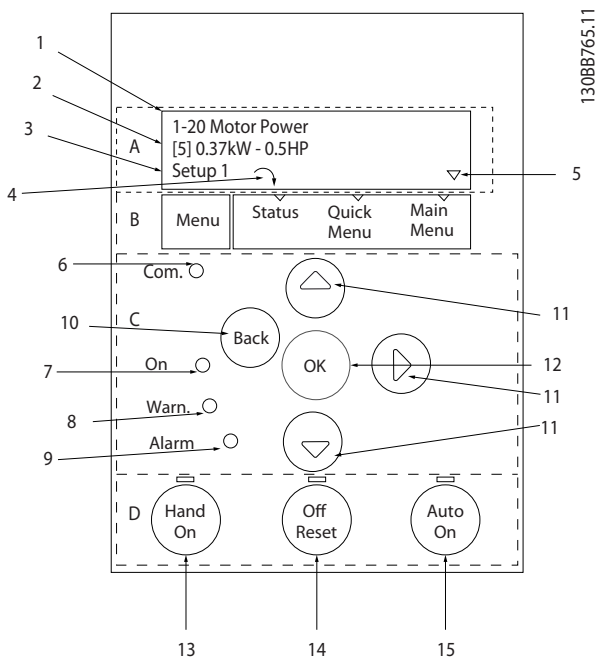 130BB765.11
1
2
3
4
5
A
1-20 Motor Power
[5] 0.37kW - 0.5HP
Setup 1
B
Menu
Status
Quick
Menu
Main
Menu
6
Com.
11
10
C
Back
OK
12
7
On
11
8
Warn.
11
9
Alarm
D
Hand
On
Off
Reset
Auto
On
13
14
15